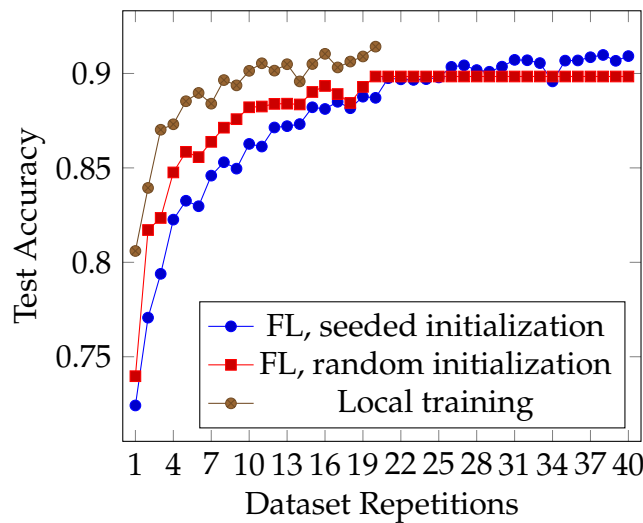 0.9
0.85
0.8
0.75
Test Accuracy
FL, seeded initialization
FL, random initialization
Local training
1 4 7 10 13 16 19 22 25 28 31 34 37 40
Dataset Repetitions